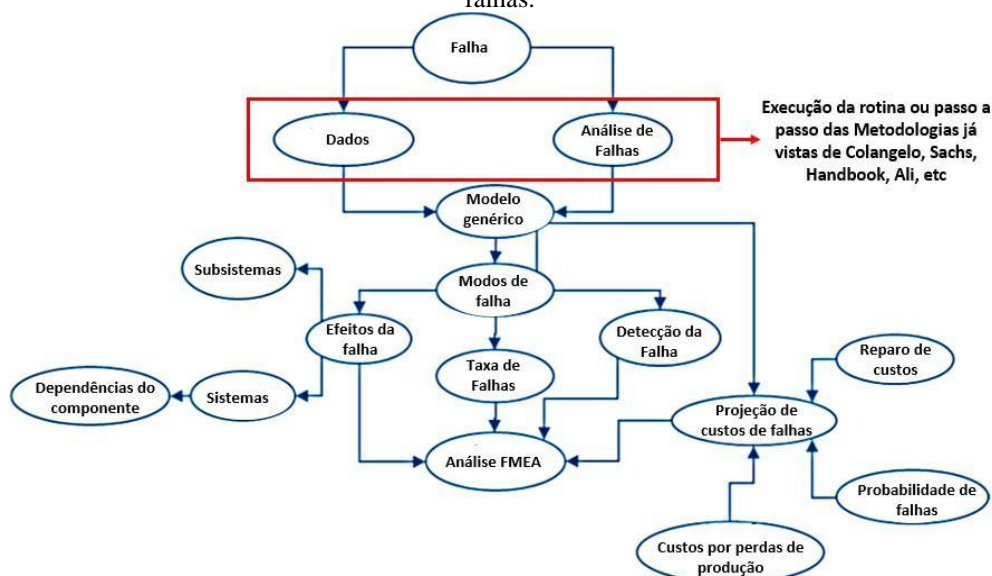 falhas.
Falha
Dados
Análise de
Falhas
Execução da rotina ou passo a
passo das Metodologias já
vistas de Colangelo, Sachs,
Handbook, Ali, etc
Modelo
genérico
Subsistemas
Modos de
falha
Efeitos da
falha
Detecção da
Falha
Taxa de
Falhas
Reparo de
custos
Dependências do
componente
Sistemas
Projeção de
custos de falhas
Análise FMEA
Probabilidade de
falhas
Custos por perdas de
produção